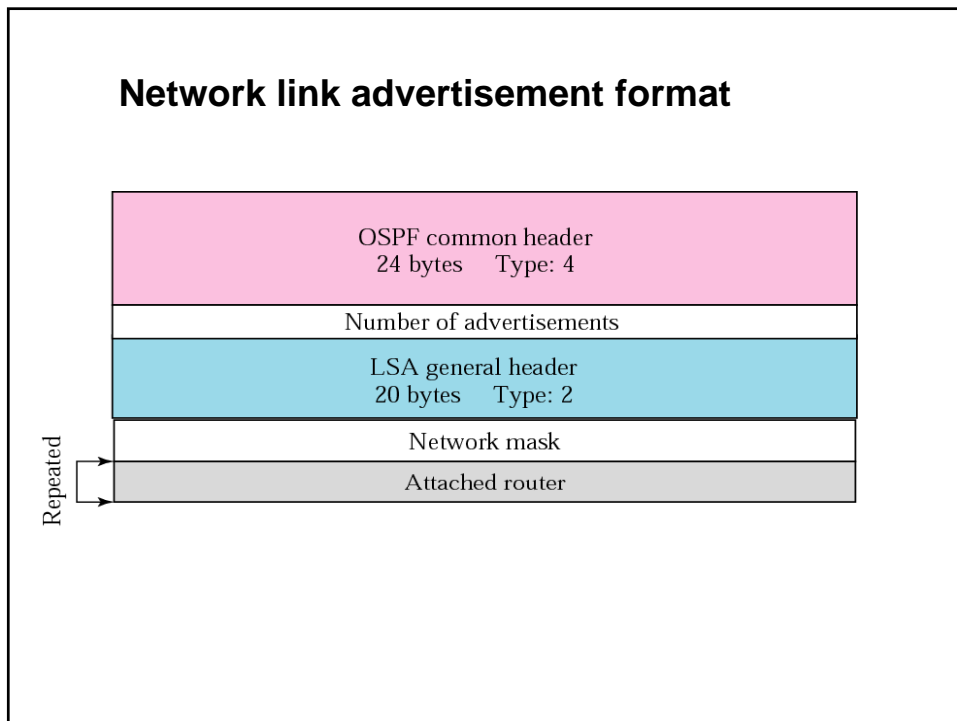 Network link advertisement format
OSPF common header
24 bytes Type: 4
Number of advertisements
LSA general header
20 bytes Type: 2
Network mask
Attached router
Repeated